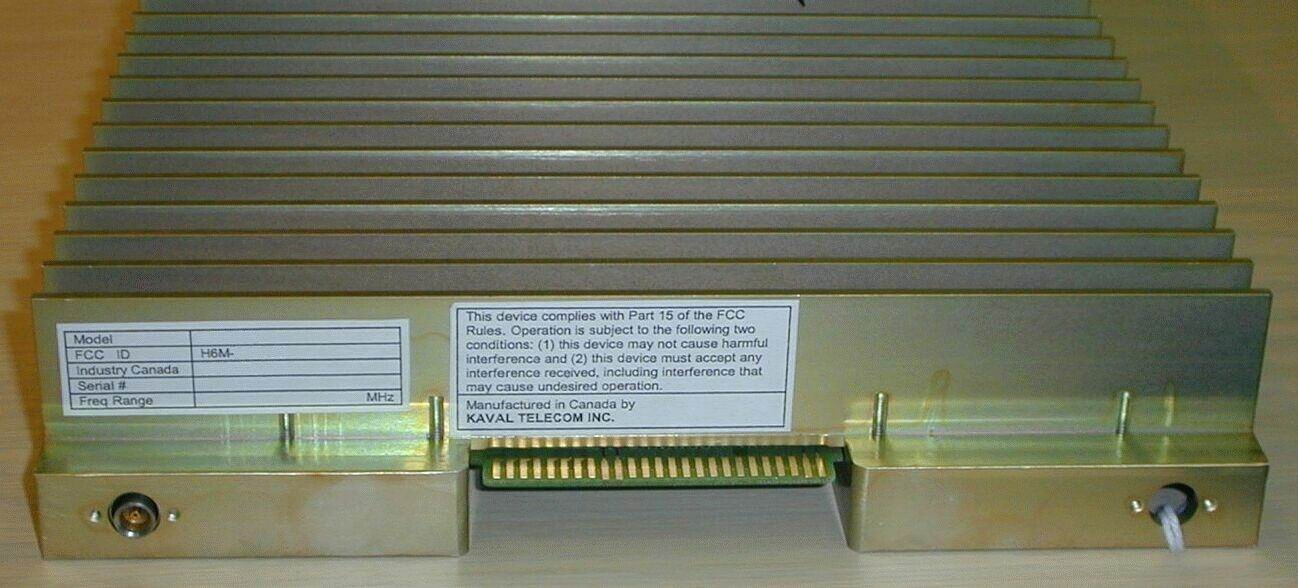 Model
FCC ID H6M-
Industry Canada
Serial #
Freq Range MHz
This device complies with Part 15 of the FCC
Rules. Operation is subject to the following two
conditions: (1) this device may not cause harmful
interference and (2) this device must accept any
interference received, including interference that
may cause undesired operation.
Manufactured in Canada by
KAVAL TELECOM INC.